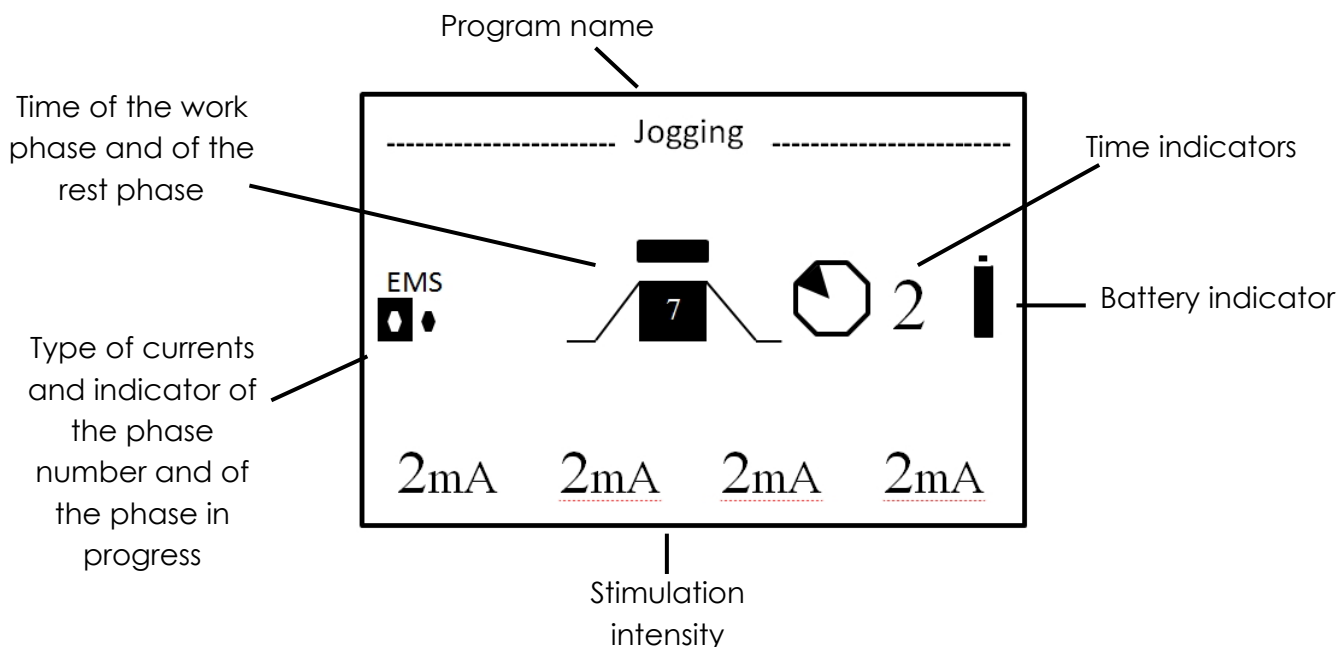 Program name
Time of the work
phase and of the
rest phase
Jogging
Time indicators
EMS
7
2
Battery indicator
Type of currents
and indicator of
the phase
number and of
the phase in
progress
2mA 2mA 2mA 2mA
Stimulation
intensity